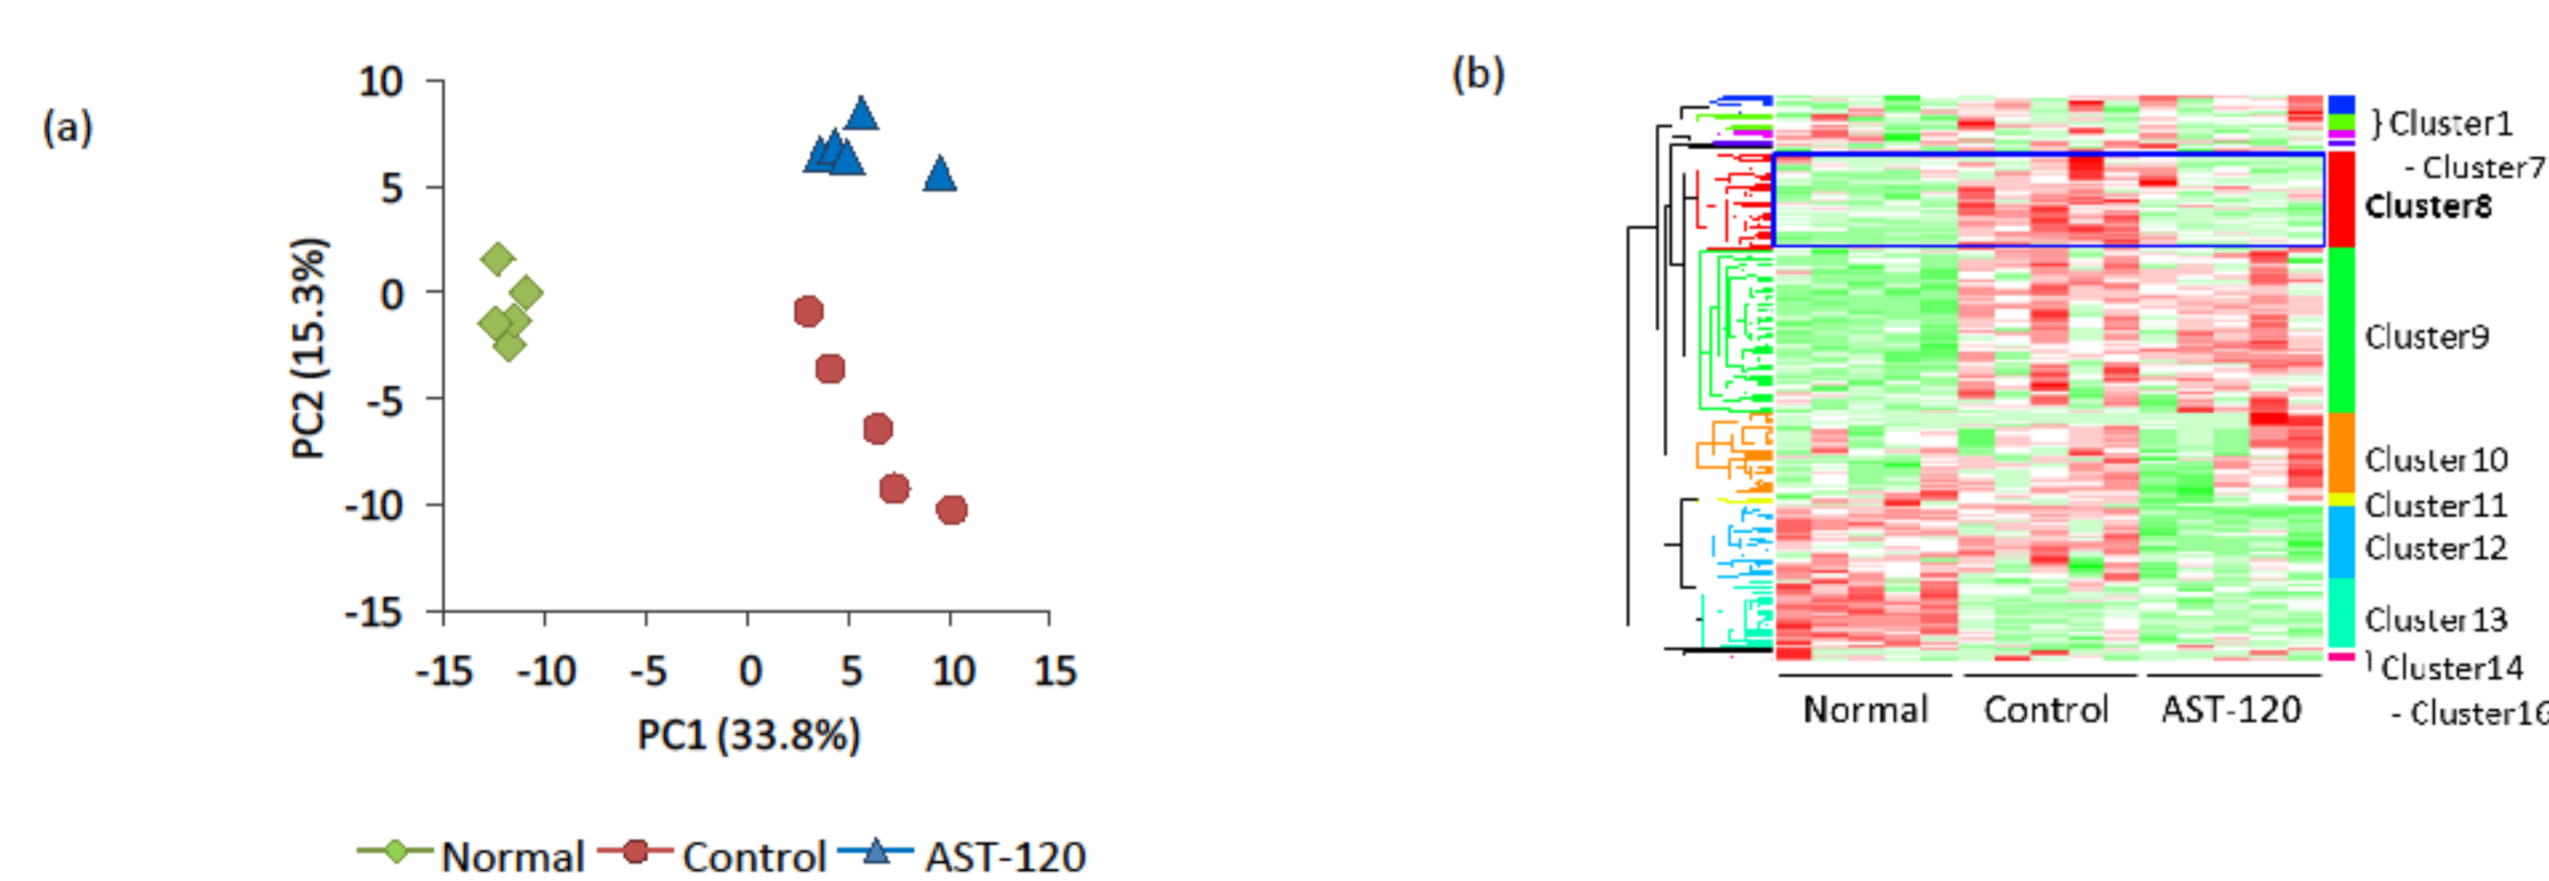 (a)
10
5
0
-5
-10
-15
PC2 (15.3%)
-15 -10 -5 0 5 10 15
PC1 (33.8%)
Normal Control AST-120
(b)
} Cluster1
- Cluster7
Cluster8
Cluster9
Cluster10
Cluster11
Cluster12
Cluster13
Cluster14
- Cluster16
Normal Control AST-120